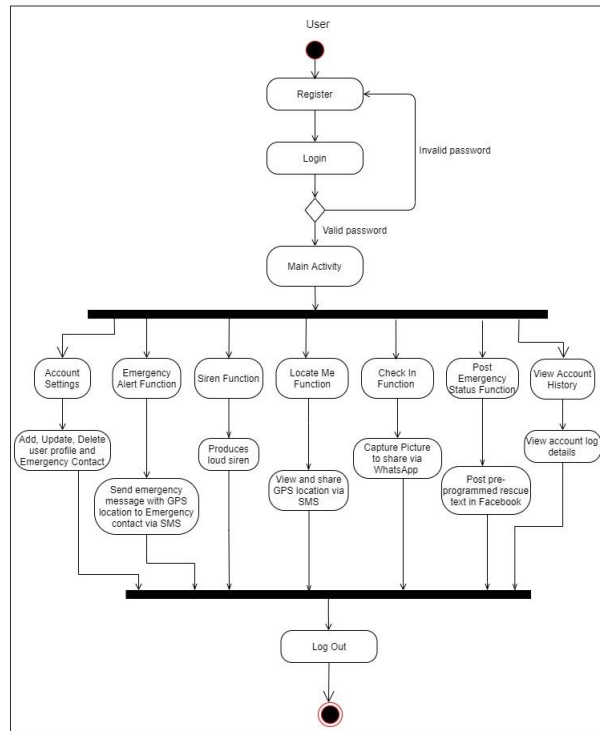 User
Register
Invalid password
Login
Valid password
Main Activity
Account
Settings
Emergency
Alert Function
Siren Function
Locate Me
Function
Check In
Function
Post
Emergency
Status Function
View Account
History
Add, Update, Delete
user profile and
Emergency Contact
Send emergency
message with GPS
location to Emergency
contact via SMS
Produces
loud siren
View and share
GPS location via
SMS
Capture Picture
to share via
WhatsApp
Post pre-
programmed rescue
text in Facebook
View account log
details
Log Out